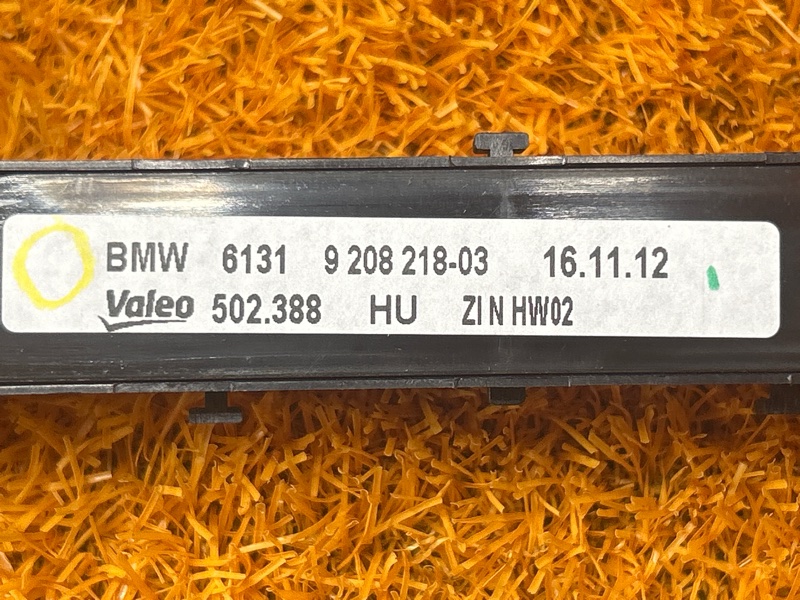 BMW 6131 9 208 218-03 16.11.12
Valeo 502.388 HU ZI N HW02